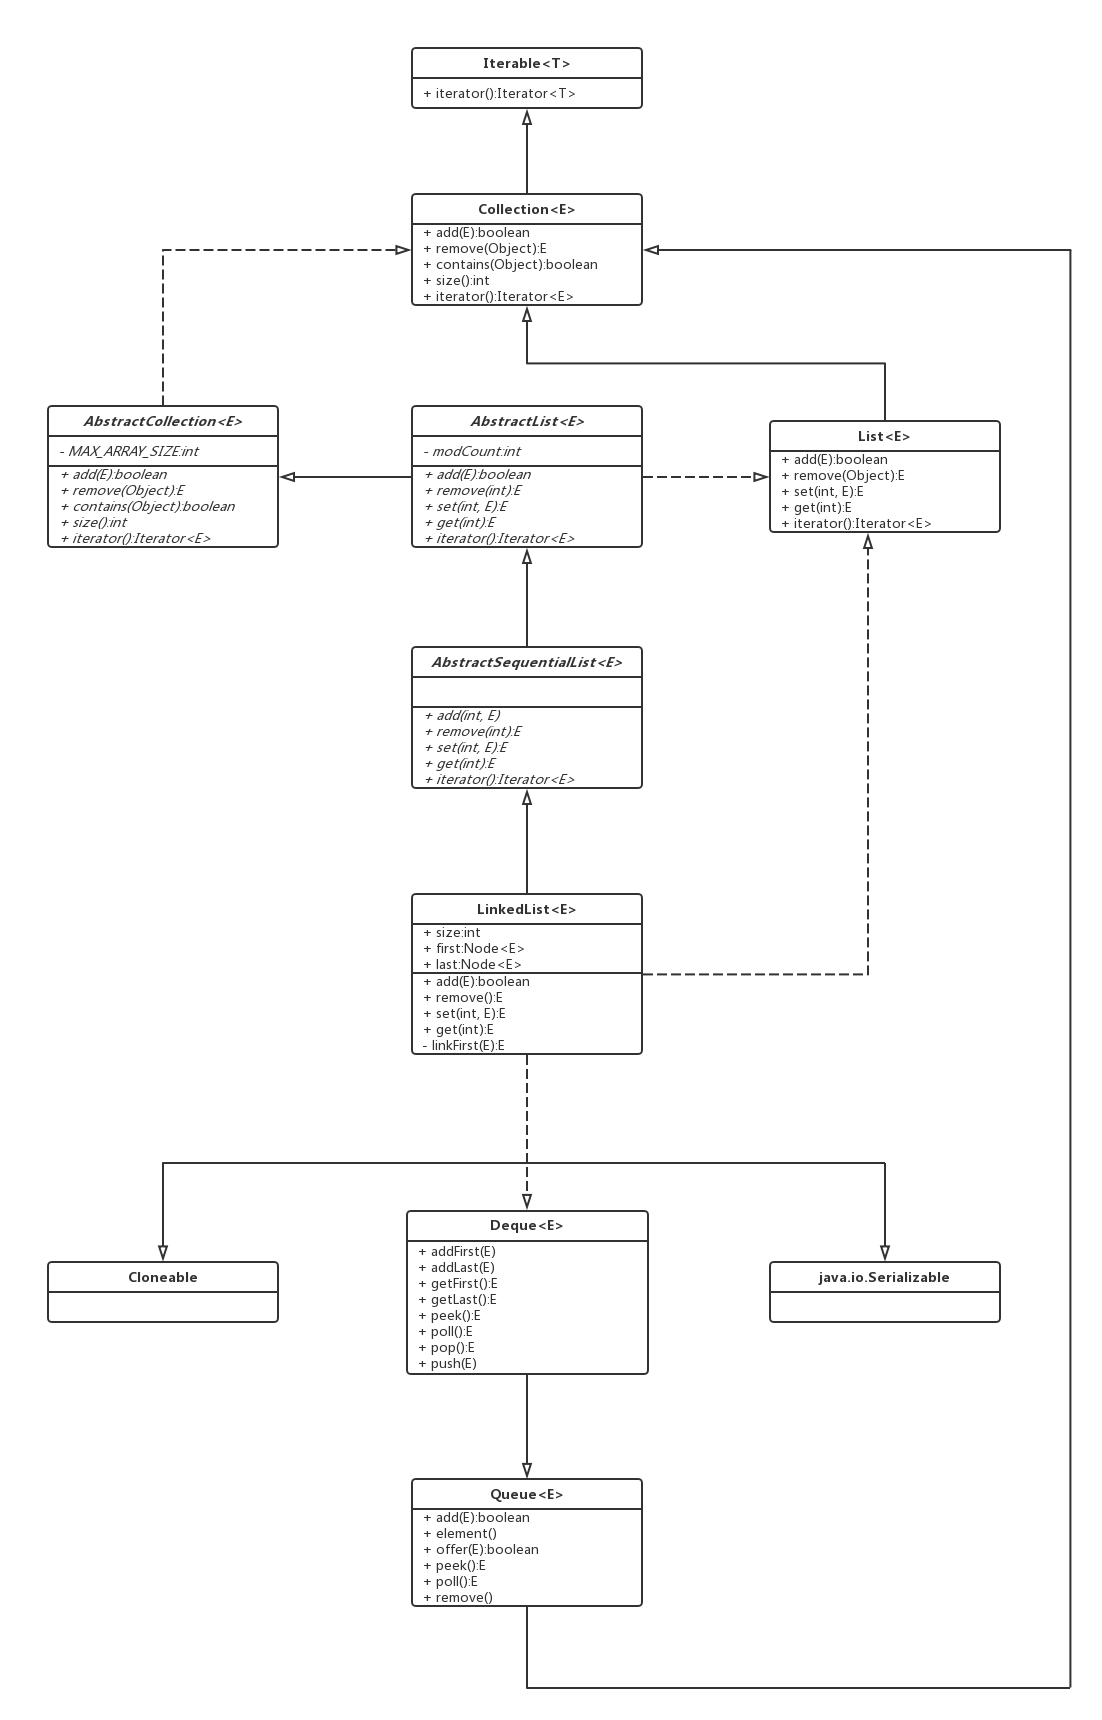 Iterable<T>
+ iterator():Iterator<T>
Collection<E>
+ add(E):boolean
+ remove(Object):E
+ contains(Object):boolean
+ size():int
+ iterator():Iterator<E>
AbstractCollection<E>
- MAX_ARRAY_SIZE:int
+ add(E):boolean
+ remove(Object):E
+ contains(Object):boolean
+ size():int
+ iterator():Iterator<E>
AbstractList<E>
- modCount:int
+ add(E):boolean
+ remove(int):E
+ set(int, E):E
+ get(int):E
+ iterator():Iterator<E>
List<E>
+ add(E):boolean
+ remove(Object):E
+ set(int, E):E
+ get(int):E
+ iterator():Iterator<E>
AbstractSequentialList<E>
+ add(int, E)
+ remove(int):E
+ set(int, E):E
+ get(int):E
+ iterator():Iterator<E>
LinkedList<E>
+ size:int
+ first:Node<E>
+ last:Node<E>
+ add(E):boolean
+ remove():E
+ set(int, E):E
+ get(int):E
- linkFirst(E):E
Cloneable
Deque<E>
+ addFirst(E)
+ addLast(E)
+ getFirst():E
+ getLast():E
+ peek():E
+ poll():E
+ pop():E
+ push(E)
java.io.Serializable
Queue<E>
+ add(E):boolean
+ element()
+ offer(E):boolean
+ peek():E
+ poll():E
+ remove()